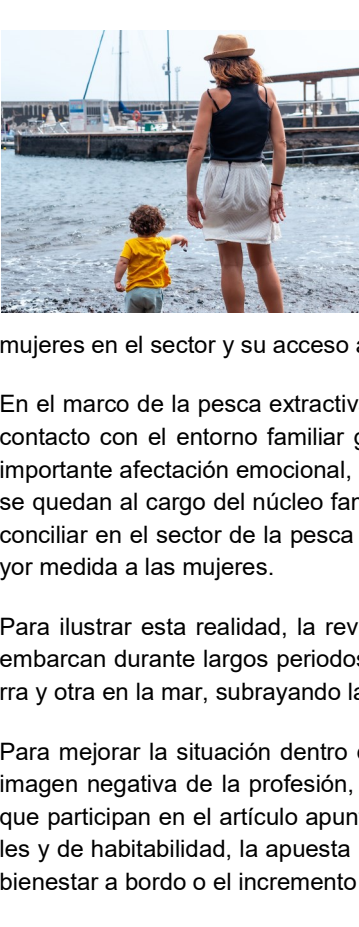 mujeres en el sector y su acceso
En el marco de la pesca extractiv
contacto con el entorno familiar
importante afectación emocional,
se quedan al cargo del núcleo far
conciliar en el sector de la pesca
yor medida a las mujeres.
Para ilustrar esta realidad, la rev
embarcan durante largos periodos
rra y otra en la mar, subrayando la
Para mejorar la situación dentro
imagen negativa de la profesión,
que participan en el artículo apun
les y de habitabilidad, la apuesta
bienestar a bordo o el incremento